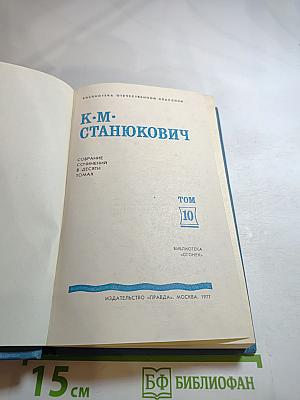 БИБЛИОТЕКА ОТЕЧЕСТВЕННОЙ КЛАССИКИ
К·М·
СТАНЮКОВИЧ
СОБРАНИЕ
СОЧИНЕНИЙ
В ДЕСЯТИ
ТОМАХ
ТОМ
10
БИБЛИОТЕКА
«ОГОНЕК»
ИЗДАТЕЛЬСТВО «ПРАВДА». МОСКВА. 1977
15 см
БФ БИБЛИОФАН